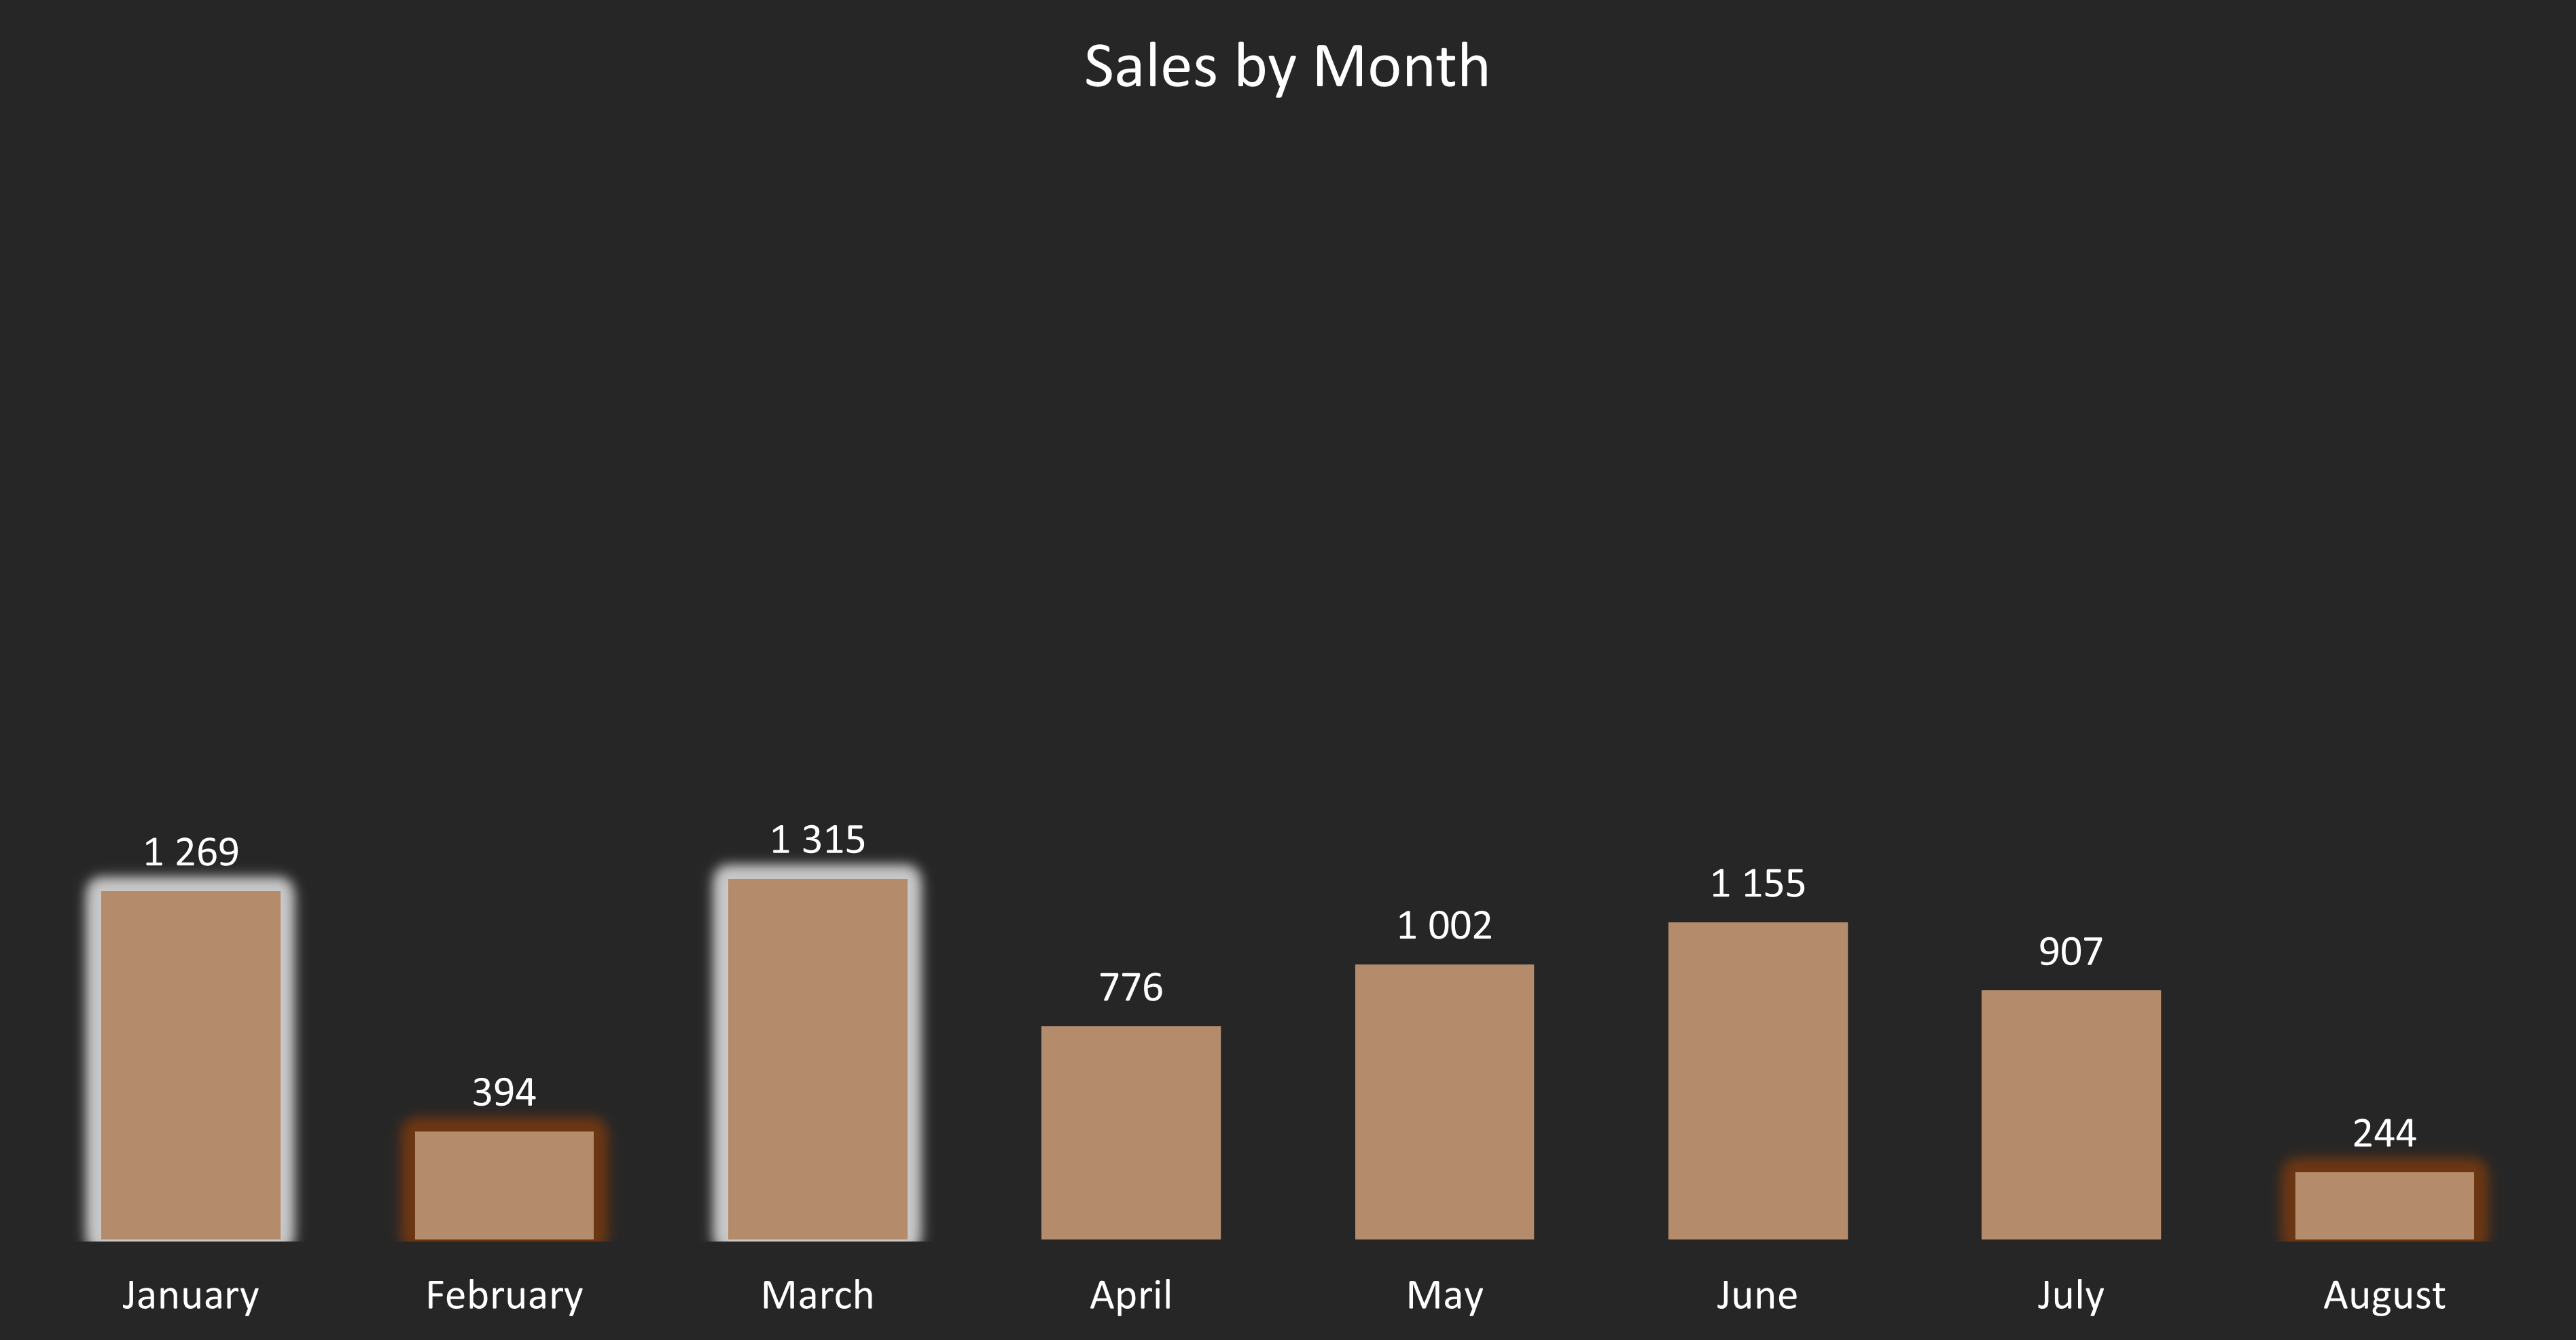 Sales by Month
1 269
394
1 315
776
1 002
1 155
907
244
January
February
March
April
May
June
July
August